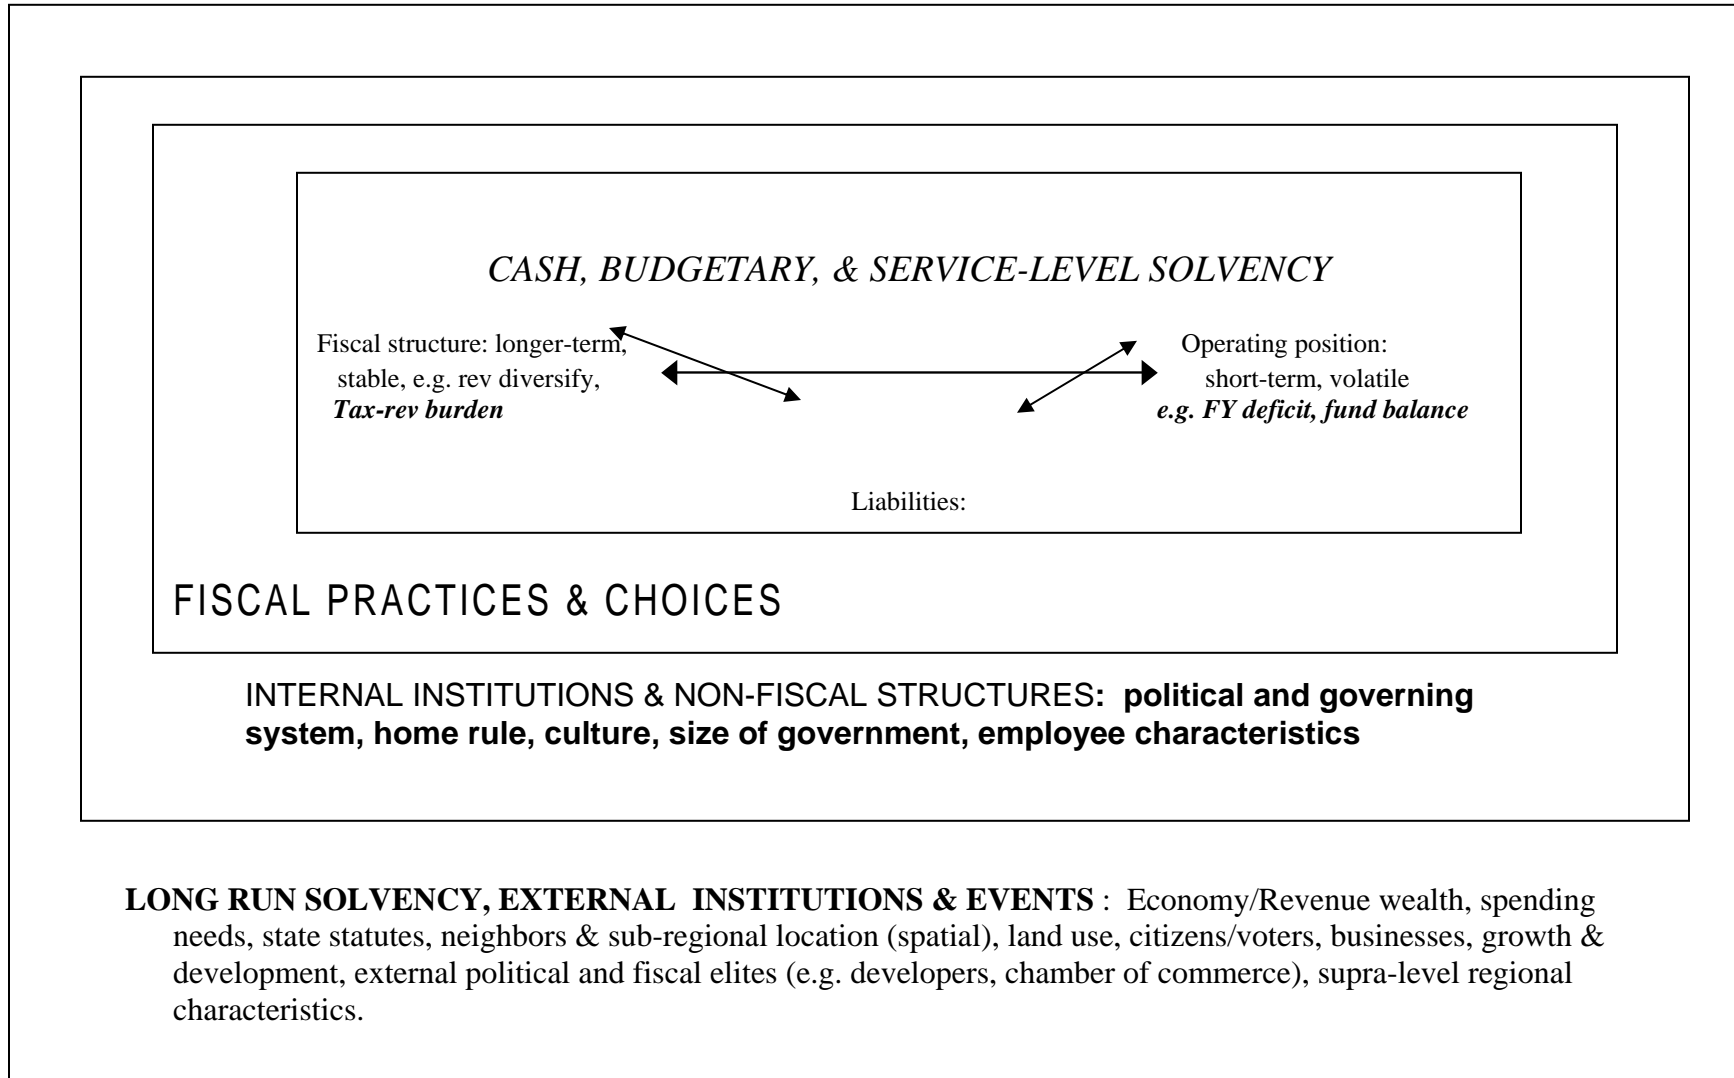 CASH, BUDGETARY, & SERVICE-LEVEL SOLVENCY
Fiscal structure: longer-term,
stable, e.g. rev diversify,
Tax-rev burden
Operating position:
short-term, volatile
e.g. FY deficit, fund balance
Liabilities:
FISCAL PRACTICES & CHOICES
INTERNAL INSTITUTIONS & NON-FISCAL STRUCTURES: political and governing
system, home rule, culture, size of government, employee characteristics
LONG RUN SOLVENCY, EXTERNAL INSTITUTIONS & EVENTS : Economy/Revenue wealth, spending
needs, state statutes, neighbors & sub-regional location (spatial), land use, citizens/voters, businesses, growth &
development, external political and fiscal elites (e.g. developers, chamber of commerce), supra-level regional
characteristics.